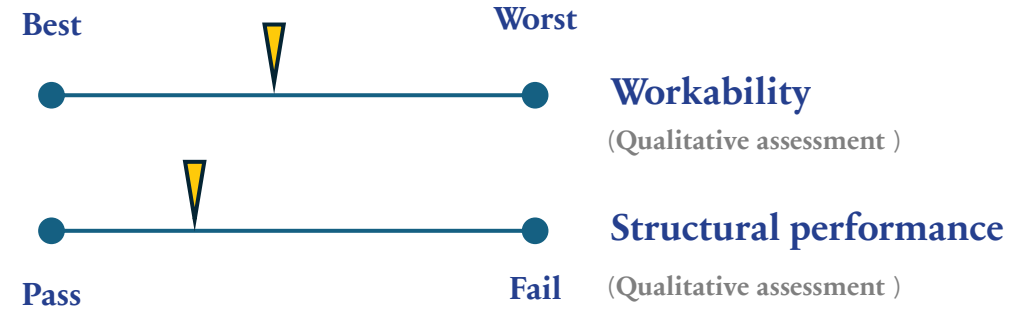 Best
Worst
Workability
(Qualitative assessment )
Structural performance
Pass
Fail
(Qualitative assessment )